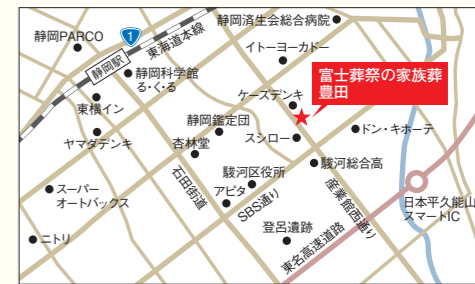 静岡PARCO
1
東海道本線
静岡済生会総合病院
イトーヨーカドー
静岡駅
静岡科学館
る・く・る
富士葬祭の家族葬
豊田
ケーズデンキ
東横イン
静岡鑑定団
スシロー
ドン・キホーテ
ヤマダデンキ
杏林堂
駿河総合高
駿河区役所
スーパー
オートバックス
石田街道
アピタ
SBS通り
産業館西通り
日本平久能山
スマートIC
ニトリ
登呂遺跡
東名高速道路